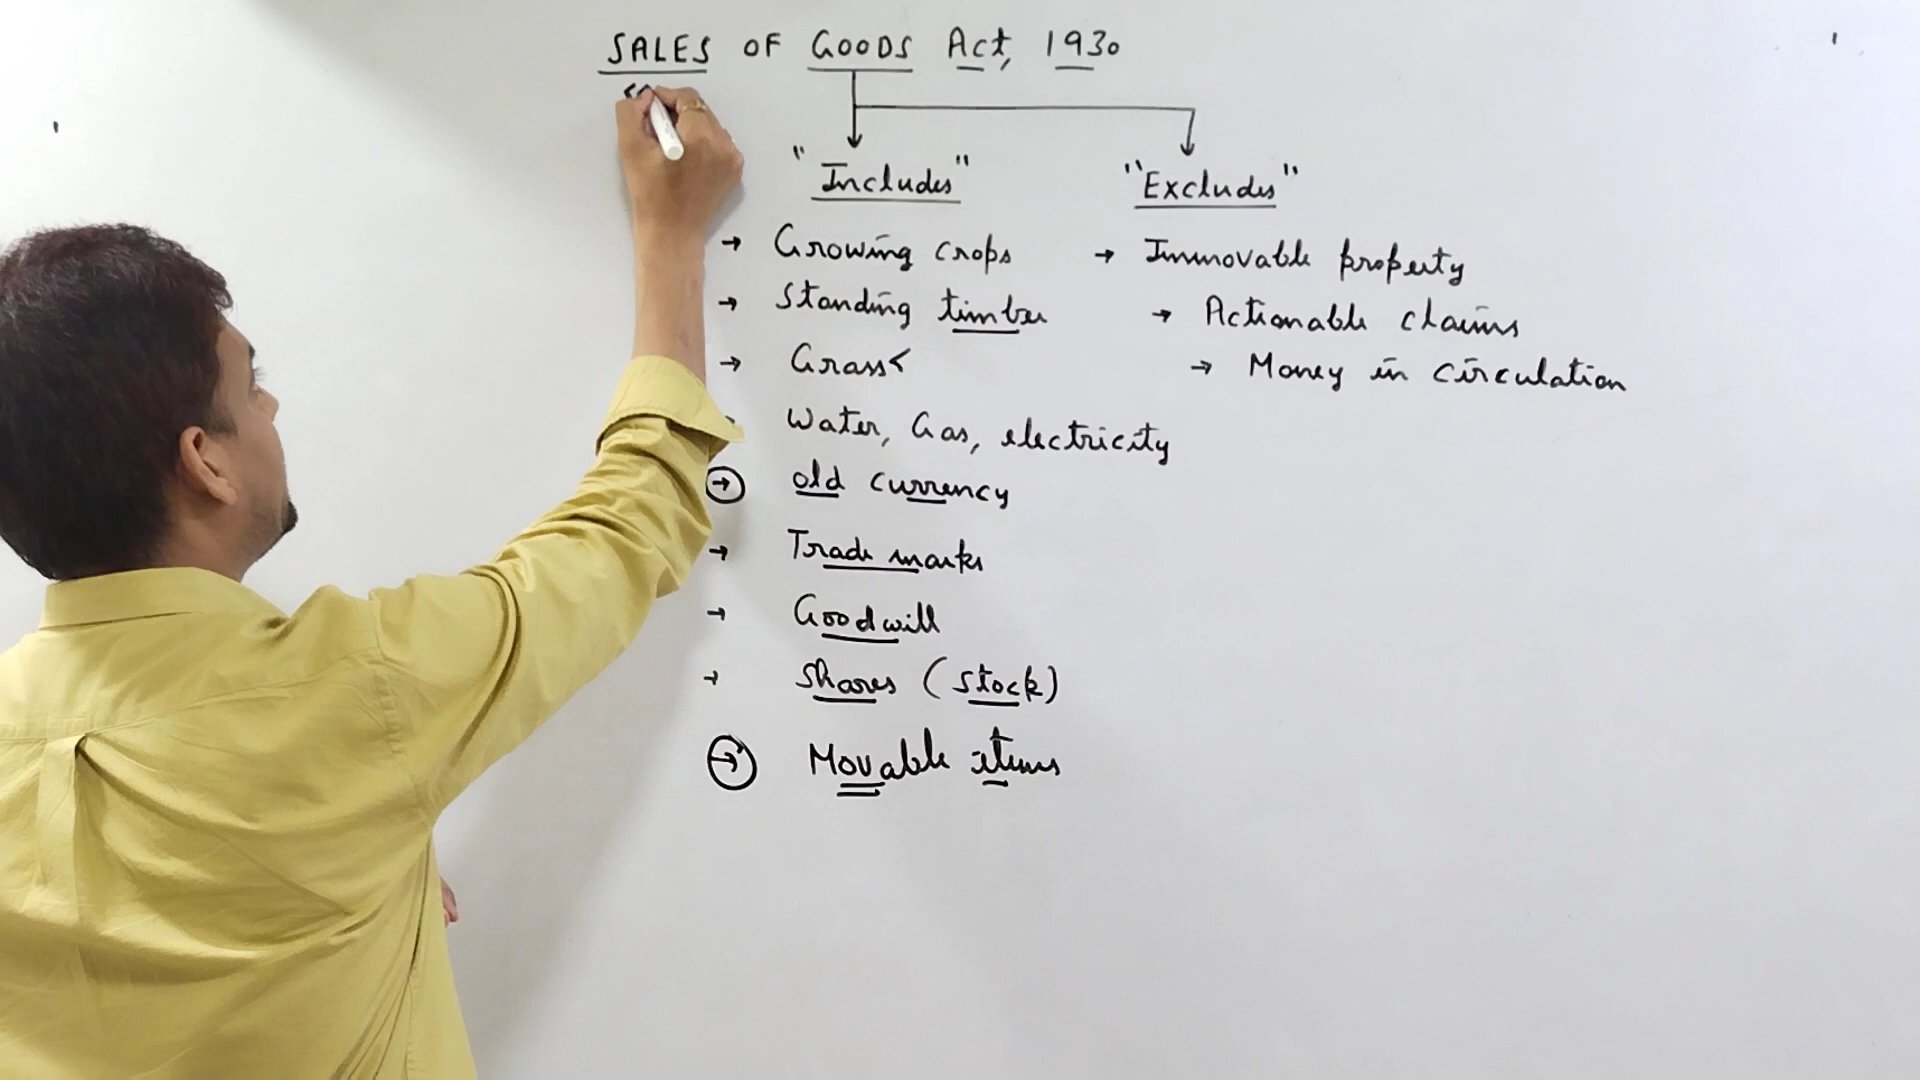 SALES OF GOODS Act, 1930
"Includes"
"Excludes"
→ Growing crops
→ Immovable property
→ Standing timber
→ Actionable claims
→ Grass
→ Money in circulation
Water, Gas, electricity
→ old currency
→ Trade marks
→ Goodwill
→ Shares (stock)
→ Movable items